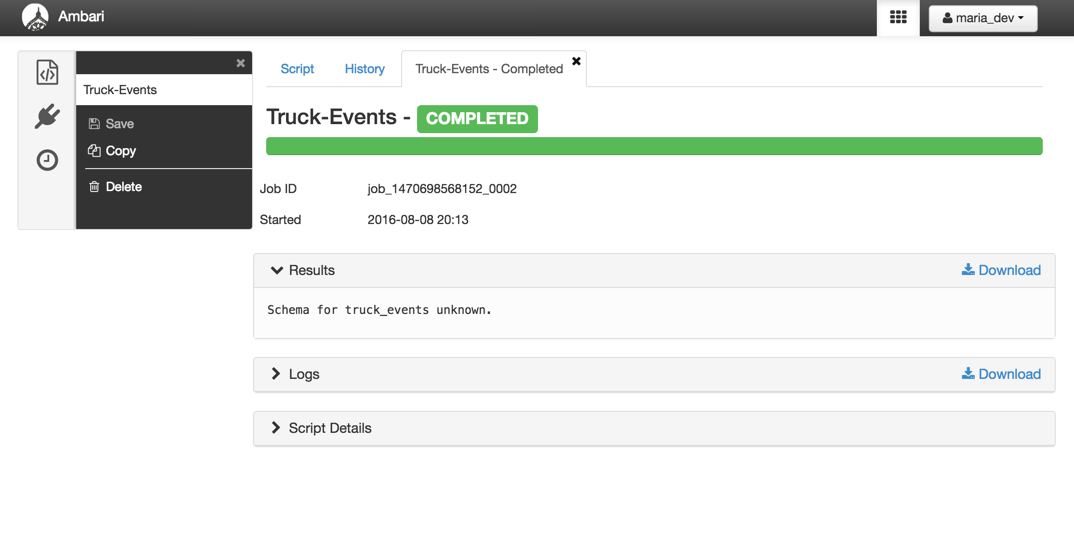 Ambari
maria_dev
Truck-Events
Save
Copy
Delete
Script
History
Truck-Events - Completed
Truck-Events - COMPLETED
Job ID job_1470698568152_0002
Started 2016-08-08 20:13
Results Download
Schema for truck_events unknown.
Logs Download
Script Details